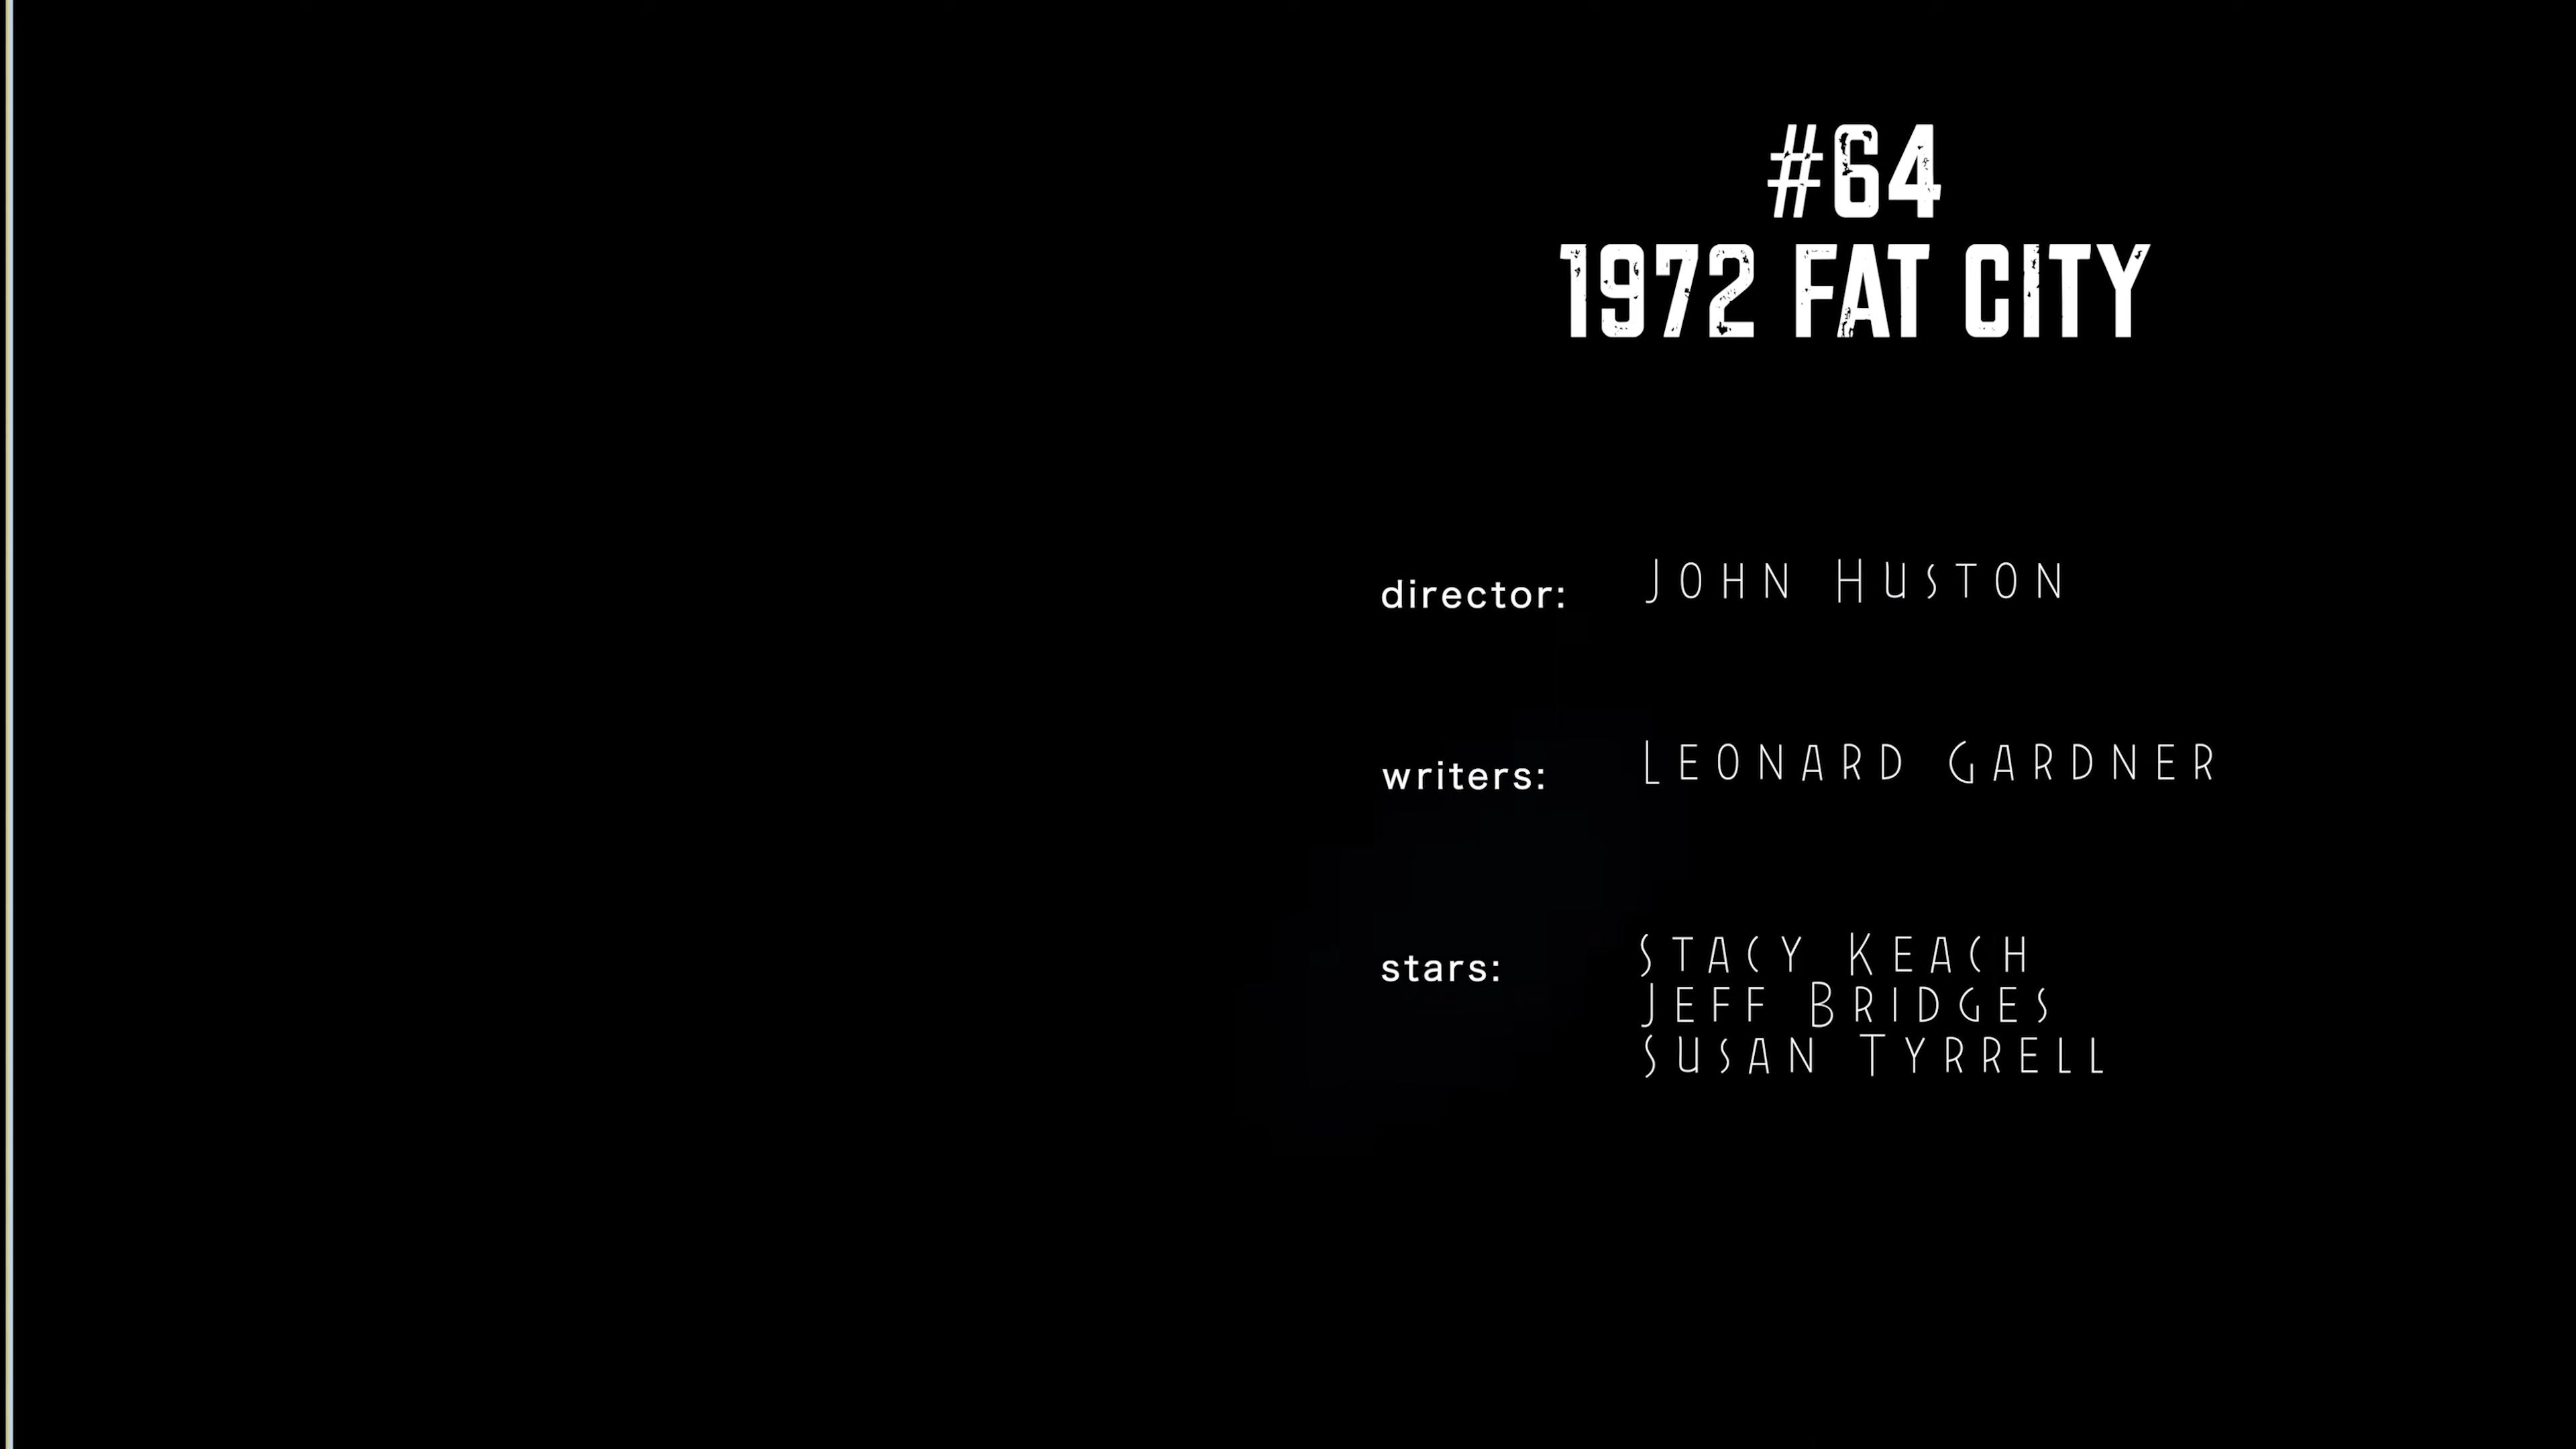 #64
1972 FAT CITY
director: JOHN HUSTON
writers: LEONARD GARDNER
stars: STACY KEACH
JEFF BRIDGES
SUSAN TYRRELL